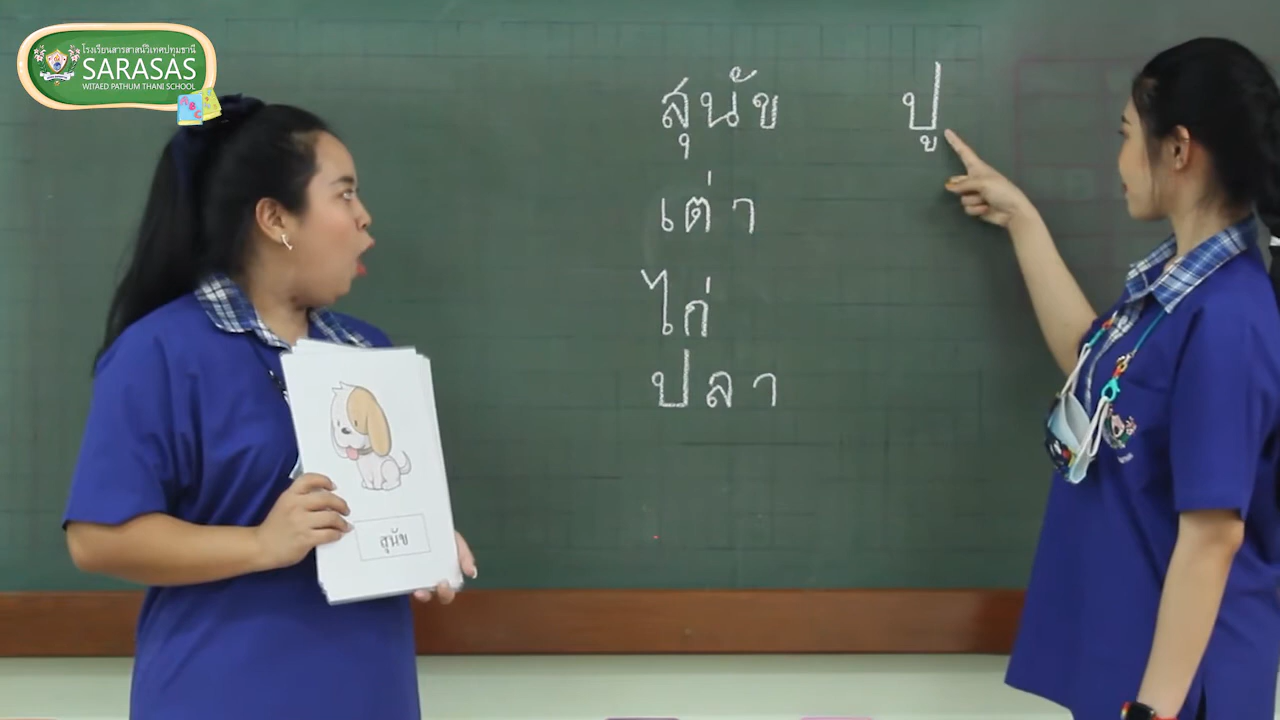 โรงเรียนสารสาสน์วิเทศปทุมธานี
SARASAS
WITAED PATHUM THANI SCHOOL
สุนัข ปู
เต่า
ไก่
ปลา
สุนัข